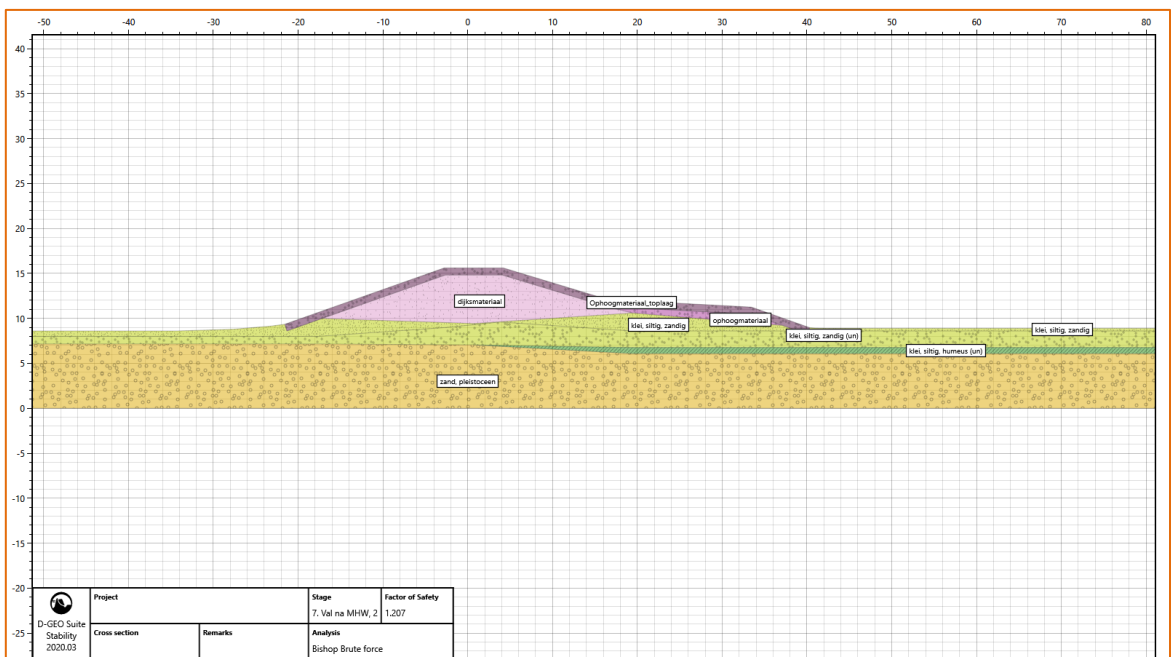 -50 -40 -30 -20 -10 0 10 20 30 40 50 60 70 80
40
35
30
25
20
15
10
5
0
-5
-10
-15
-20
-25
dijksmateriaal
Ophoogmateriaal_toplaag
ophoogmateriaal
klei, siltig, zandig
klei, siltig, zandig
klei, siltig, zandig (un)
klei, siltig, humeus (un)
zand, pleistoceen
D-GEO Suite
Stability
2020.03
Project
Stage
7. Val na MHW, 2
Factor of Safety
1.207
Cross section
Remarks
Analysis
Bishop Brute force